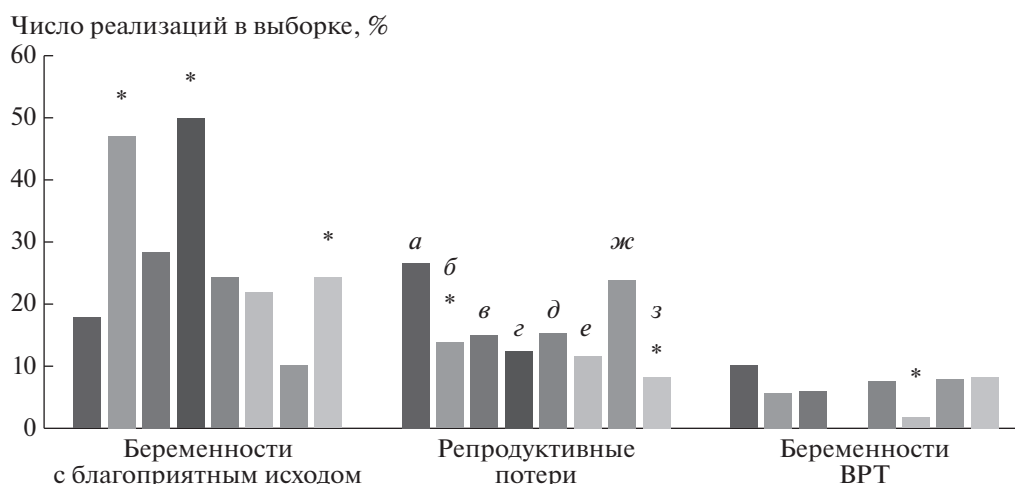 Число реализаций в выборке, %
60
50
40
30
20
10
0
* * *
а б * в г д е ж з *
*
Беременности
с благоприятным исходом
Репродуктивные
потери
Беременности
ВРТ